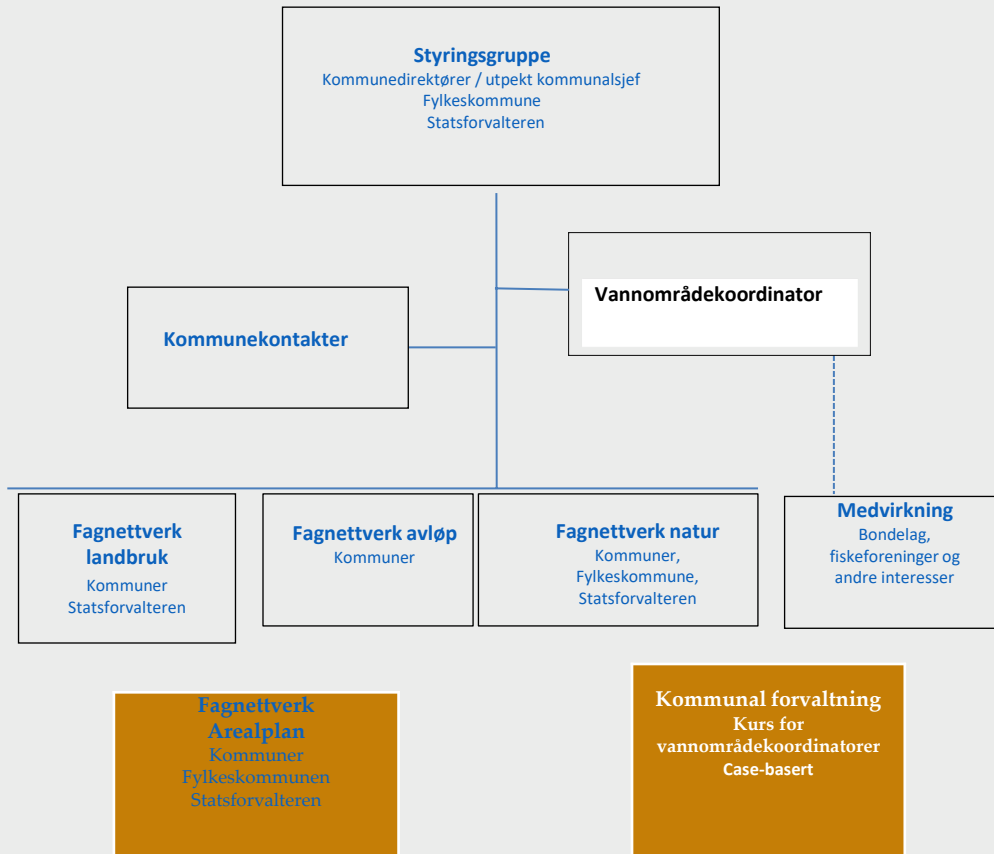 Styringsgruppe
Kommunedirektører / utpekt kommunalsjef
Fylkeskommune
Statsforvalteren
Vannområdekoordinator
Kommunekontakter
Fagnettverk
landbruk
Kommuner
Statsforvalteren
Fagnettverk avløp
Kommuner
Fagnettverk natur
Kommuner,
Fylkeskommune,
Statsforvalteren
Medvirkning
Bondelag,
fiskeforeninger og
andre interesser
Fagnettverk
Arealplan
Kommuner
Fylkeskommunen
Statsforvalteren
Kommunal forvaltning
Kurs for
vannområdekoordinatorer
Case-basert